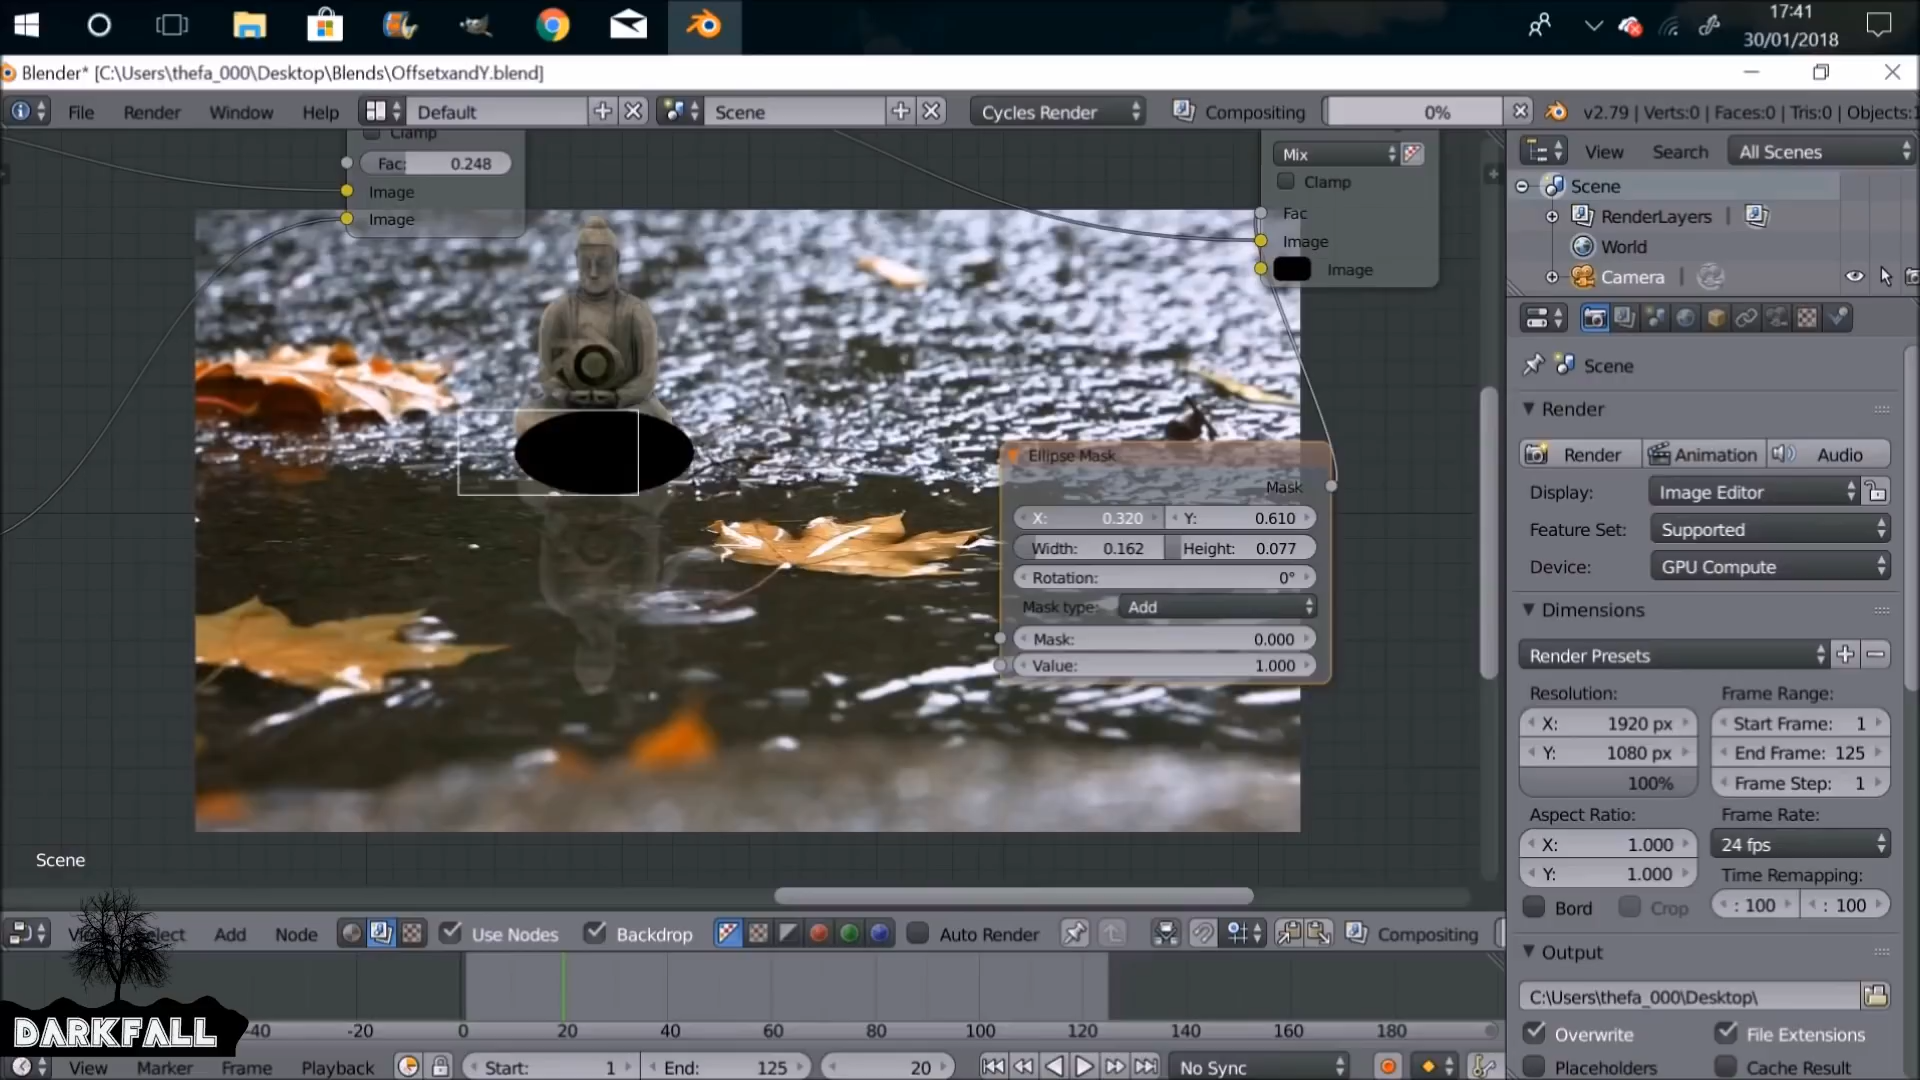 17:41
30/01/2018
Blender* [C:\Users\thefa_000\Desktop\Blends\OffsetxandY.blend]
File Render Window Help Default Scene Cycles Render Compositing 0% v2.79 | Verts:0 | Faces:0 | Tris:0 | Objects:1
Clamp
Fac: 0.248
Image
Image
Mix
Clamp
Fac
Image
Image
Ellipse Mask
Mask
X: 0.320 Y: 0.610
Width: 0.162 Height: 0.077
Rotation: 0°
Mask type: Add
Mask: 0.000
Value: 1.000
Scene
View Search All Scenes
Scene
RenderLayers
World
Camera
Scene
Render
Render Animation Audio
Display: Image Editor
Feature Set: Supported
Device: GPU Compute
Dimensions
Render Presets
Resolution: Frame Range:
X: 1920 px Start Frame: 1
Y: 1080 px End Frame: 125
100% Frame Step: 1
Aspect Ratio: Frame Rate:
X: 1.000 24 fps
Y: 1.000 Time Remapping:
Bord Crop : 100 : 100
Output
C:\Users\thefa_000\Desktop\
Overwrite File Extensions
Placeholders Cache Result
Add Node Use Nodes Backdrop Auto Render Compositing
-40 -20 0 20 40 60 80 100 120 140 160 180
DARKFALL
View Marker Frame Playback Start: 1 End: 125 20 No Sync